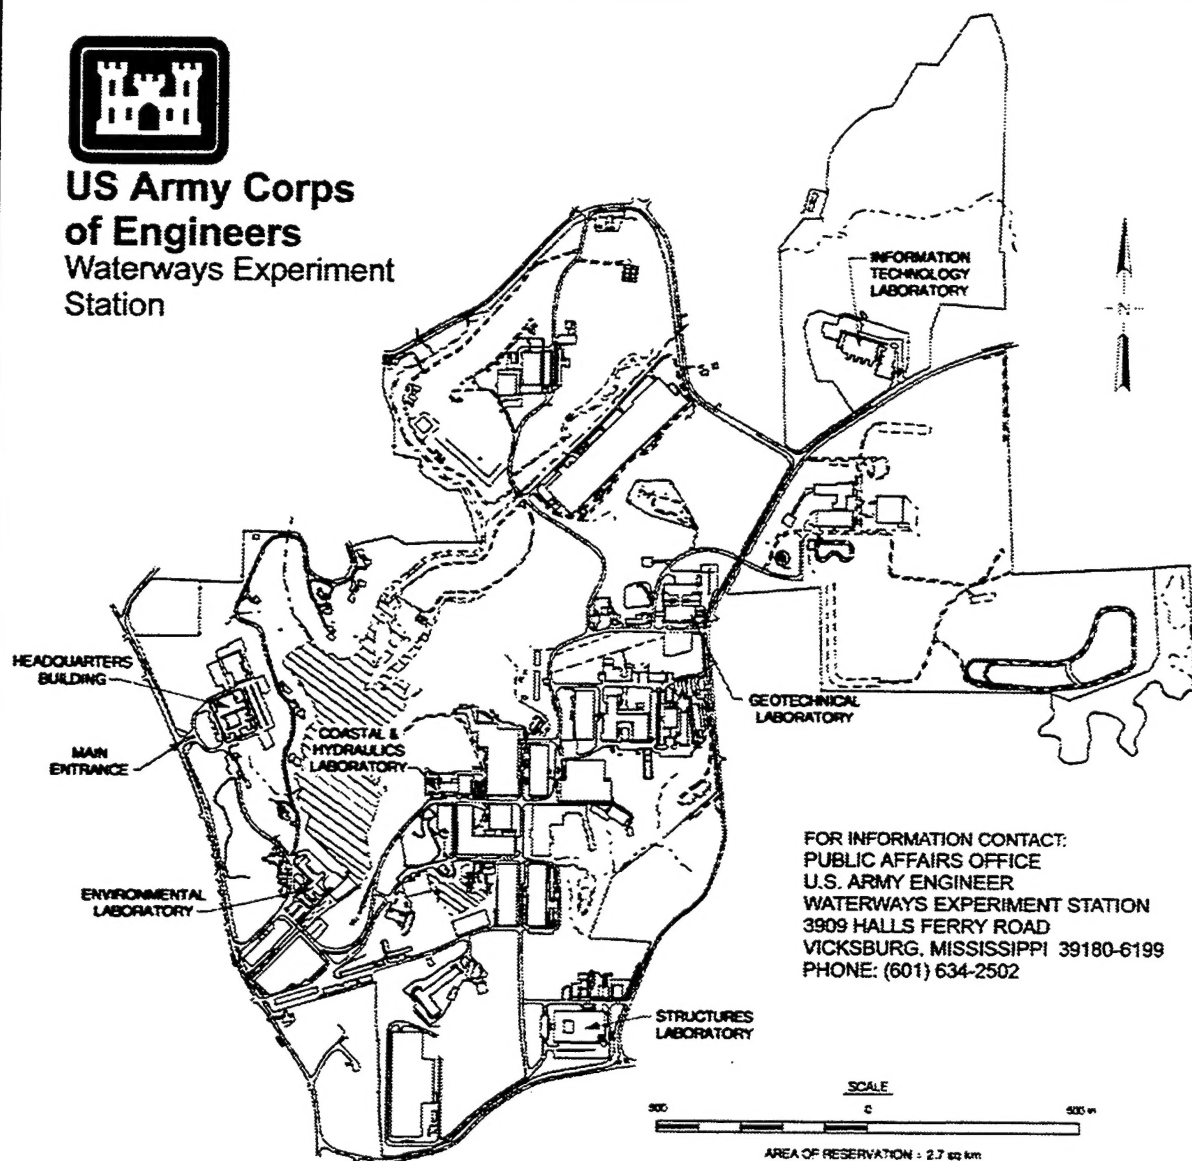 US Army Corps
of Engineers
Waterways Experiment
Station
INFORMATION
TECHNOLOGY
LABORATORY
N
HEADQUARTERS
BUILDING
MAIN
ENTRANCE
COASTAL &
HYDRAULICS
LABORATORY
GEOTECHNICAL
LABORATORY
ENVIRONMENTAL
LABORATORY
STRUCTURES
LABORATORY
FOR INFORMATION CONTACT:
PUBLIC AFFAIRS OFFICE
U.S. ARMY ENGINEER
WATERWAYS EXPERIMENT STATION
3909 HALLS FERRY ROAD
VICKSBURG, MISSISSIPPI 39180-6199
PHONE: (601) 634-2502
SCALE
500 0 500 m
AREA OF RESERVATION : 2.7 sq km